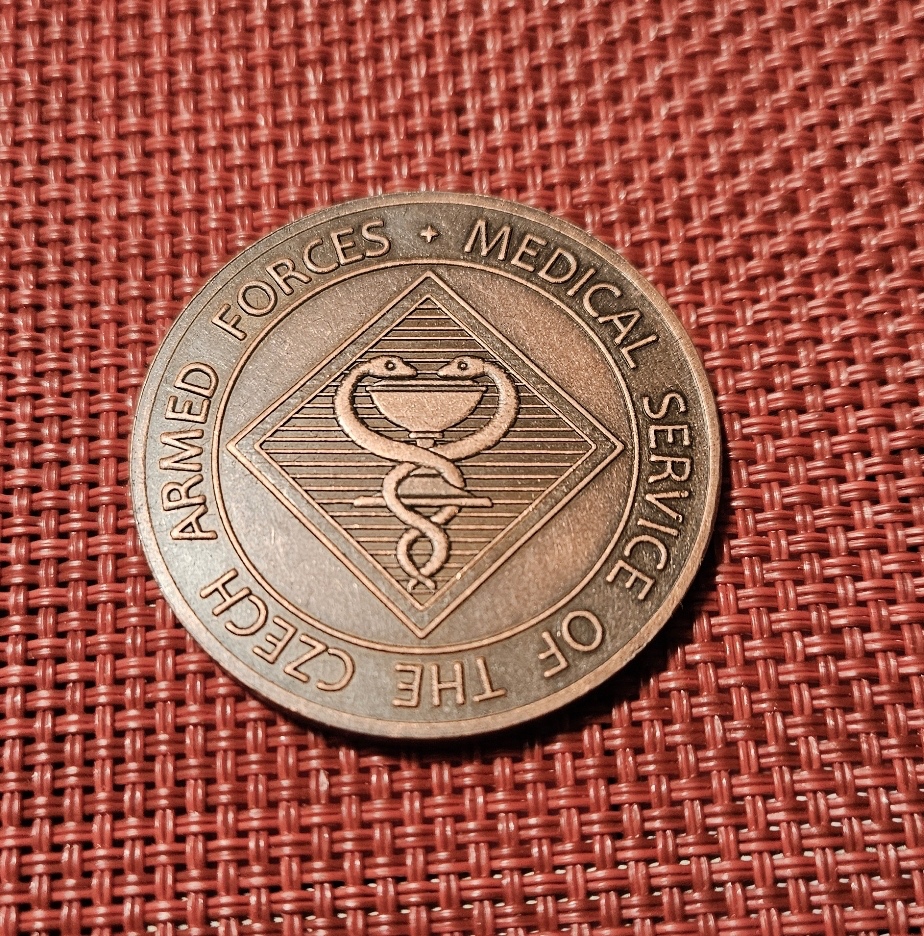 MEDICAL SERVICE OF THE CZECH ARMED FORCES